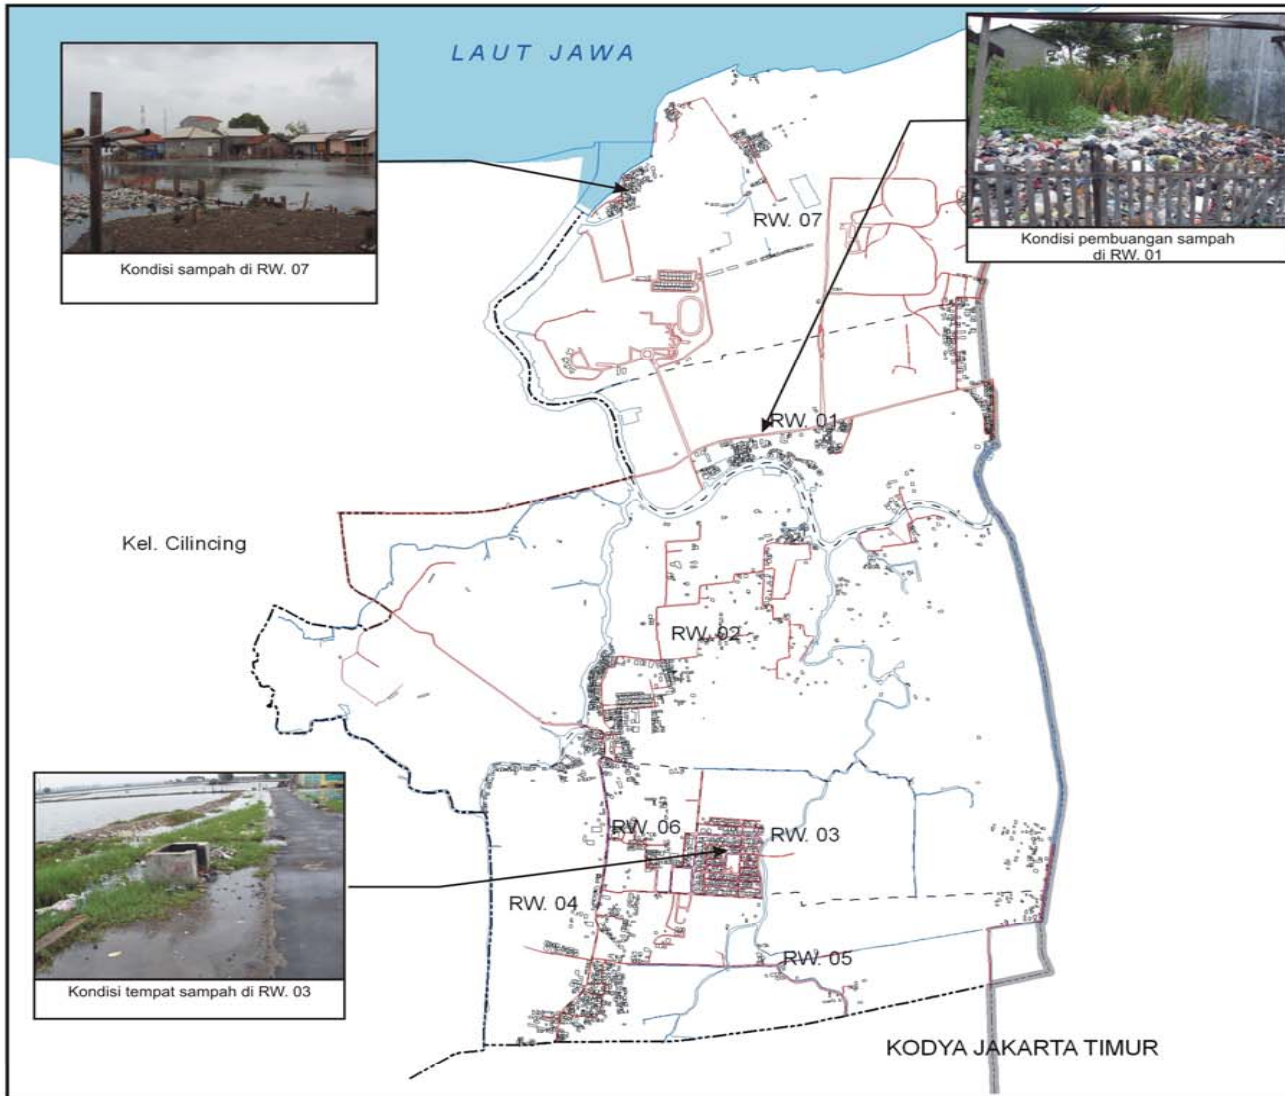 LAUT JAWA
Kondisi sampah di RW. 07
Kondisi pembuangan sampah
di RW. 01
RW. 07
RW. 01
Kel. Cilincing
RW. 02
RW. 06
RW. 03
RW. 04
RW. 05
Kondisi tempat sampah di RW. 03
KODYA JAKARTA TIMUR